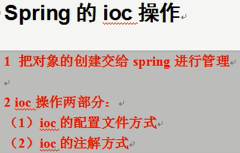 Spring 的 ioc 操作
1 把对象的创建交给 spring 进行管理
2 ioc 操作两部分：
（1）ioc 的配置文件方式
（2）ioc 的注解方式